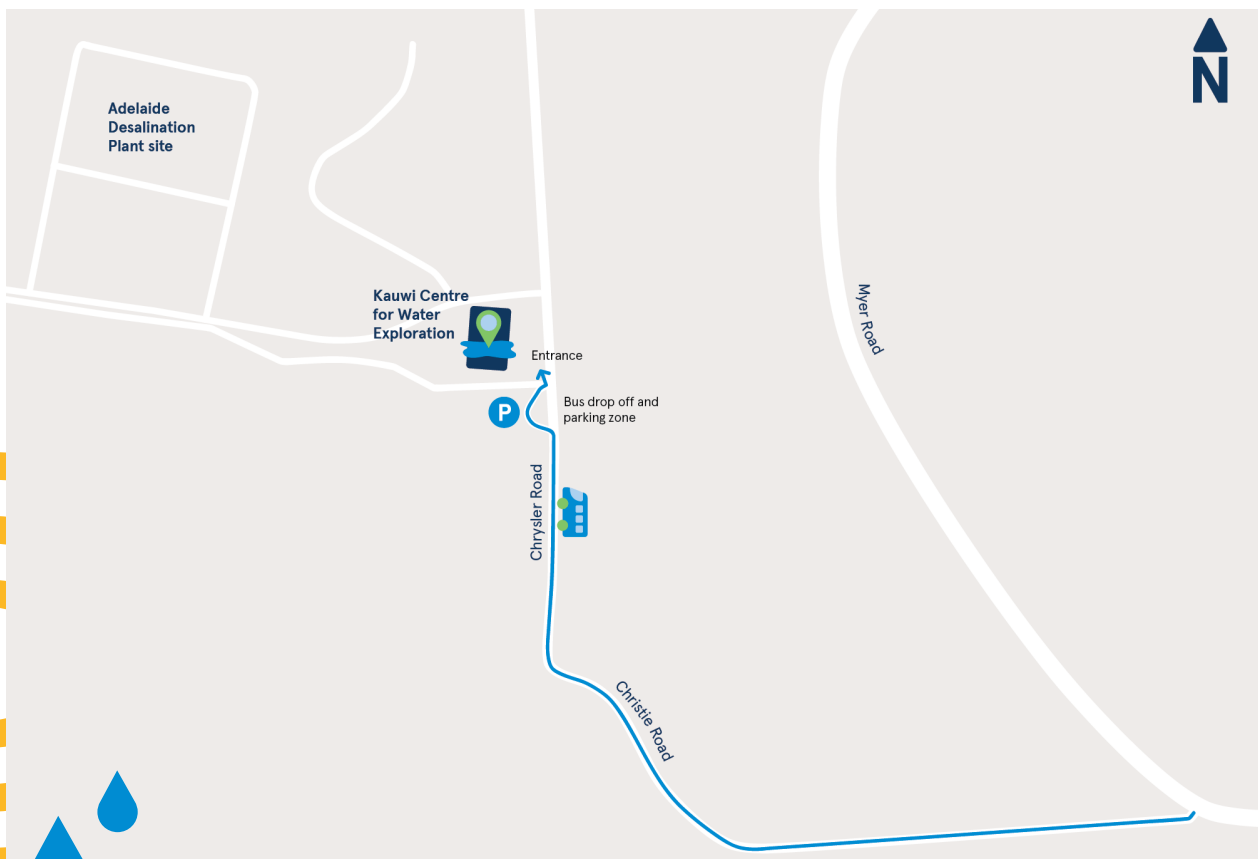 N
Adelaide
Desalination
Plant site
Kauwi Centre
for Water
Exploration
Myer Road
Entrance
P
Bus drop off and
parking zone
Chrysler Road
Christie Road